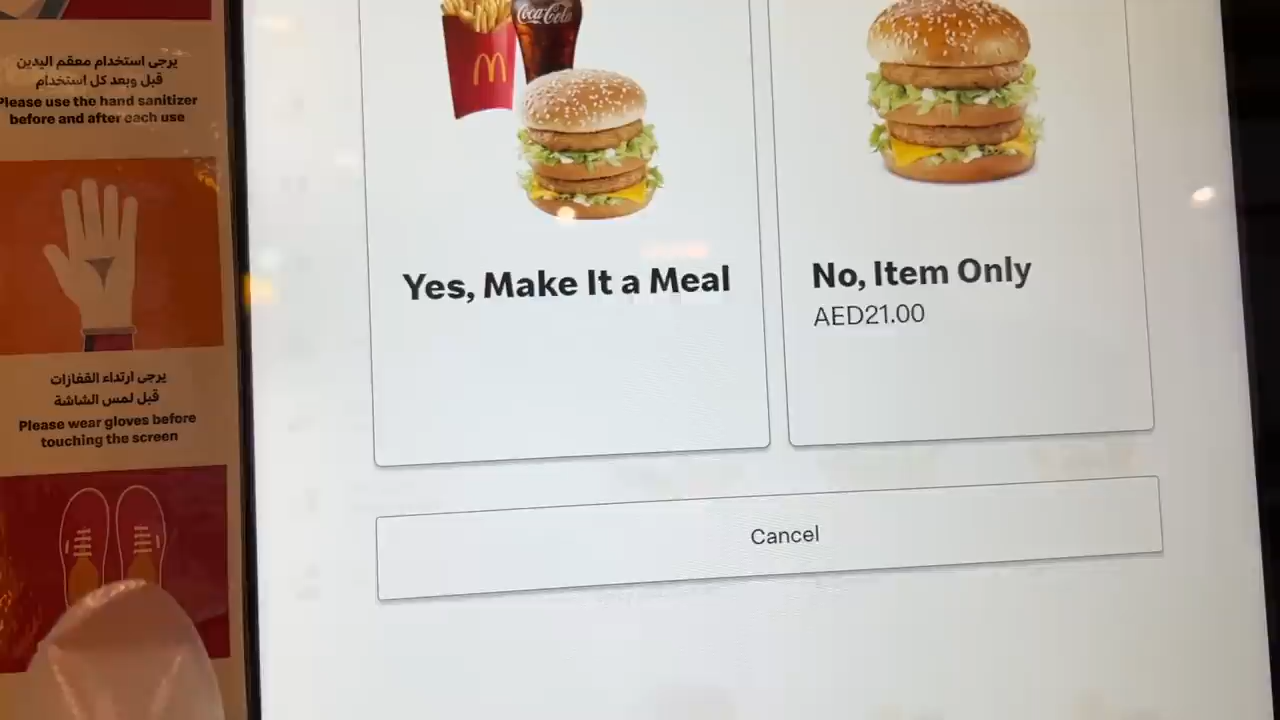 يرجى استخدام معقم اليدين
قبل وبعد كل استخدام
Please use the hand sanitizer
before and after each use
يرجى ارتداء القفازات
قبل لمس الشاشة
Please wear gloves before
touching the screen
Coca-Cola
Yes, Make It a Meal
No, Item Only
AED21.00
Cancel